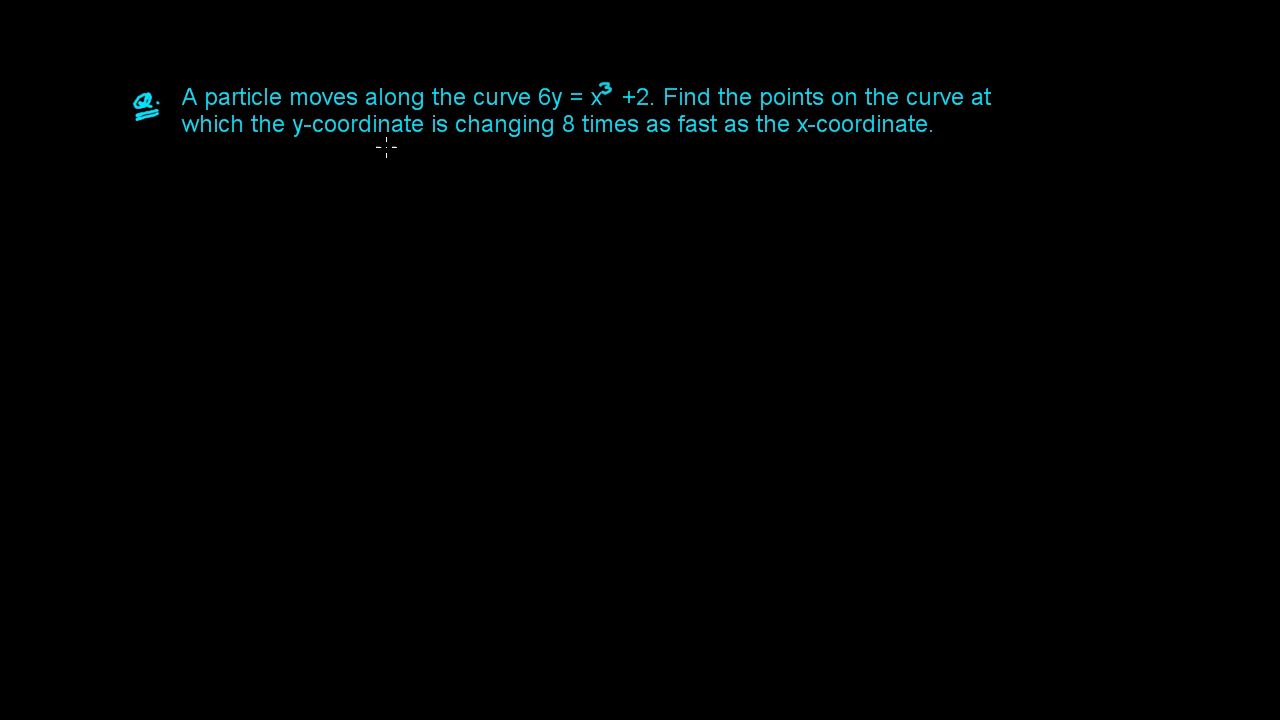 Q. A particle moves along the curve 6y = x³ +2. Find the points on the curve at
which the y-coordinate is changing 8 times as fast as the x-coordinate.